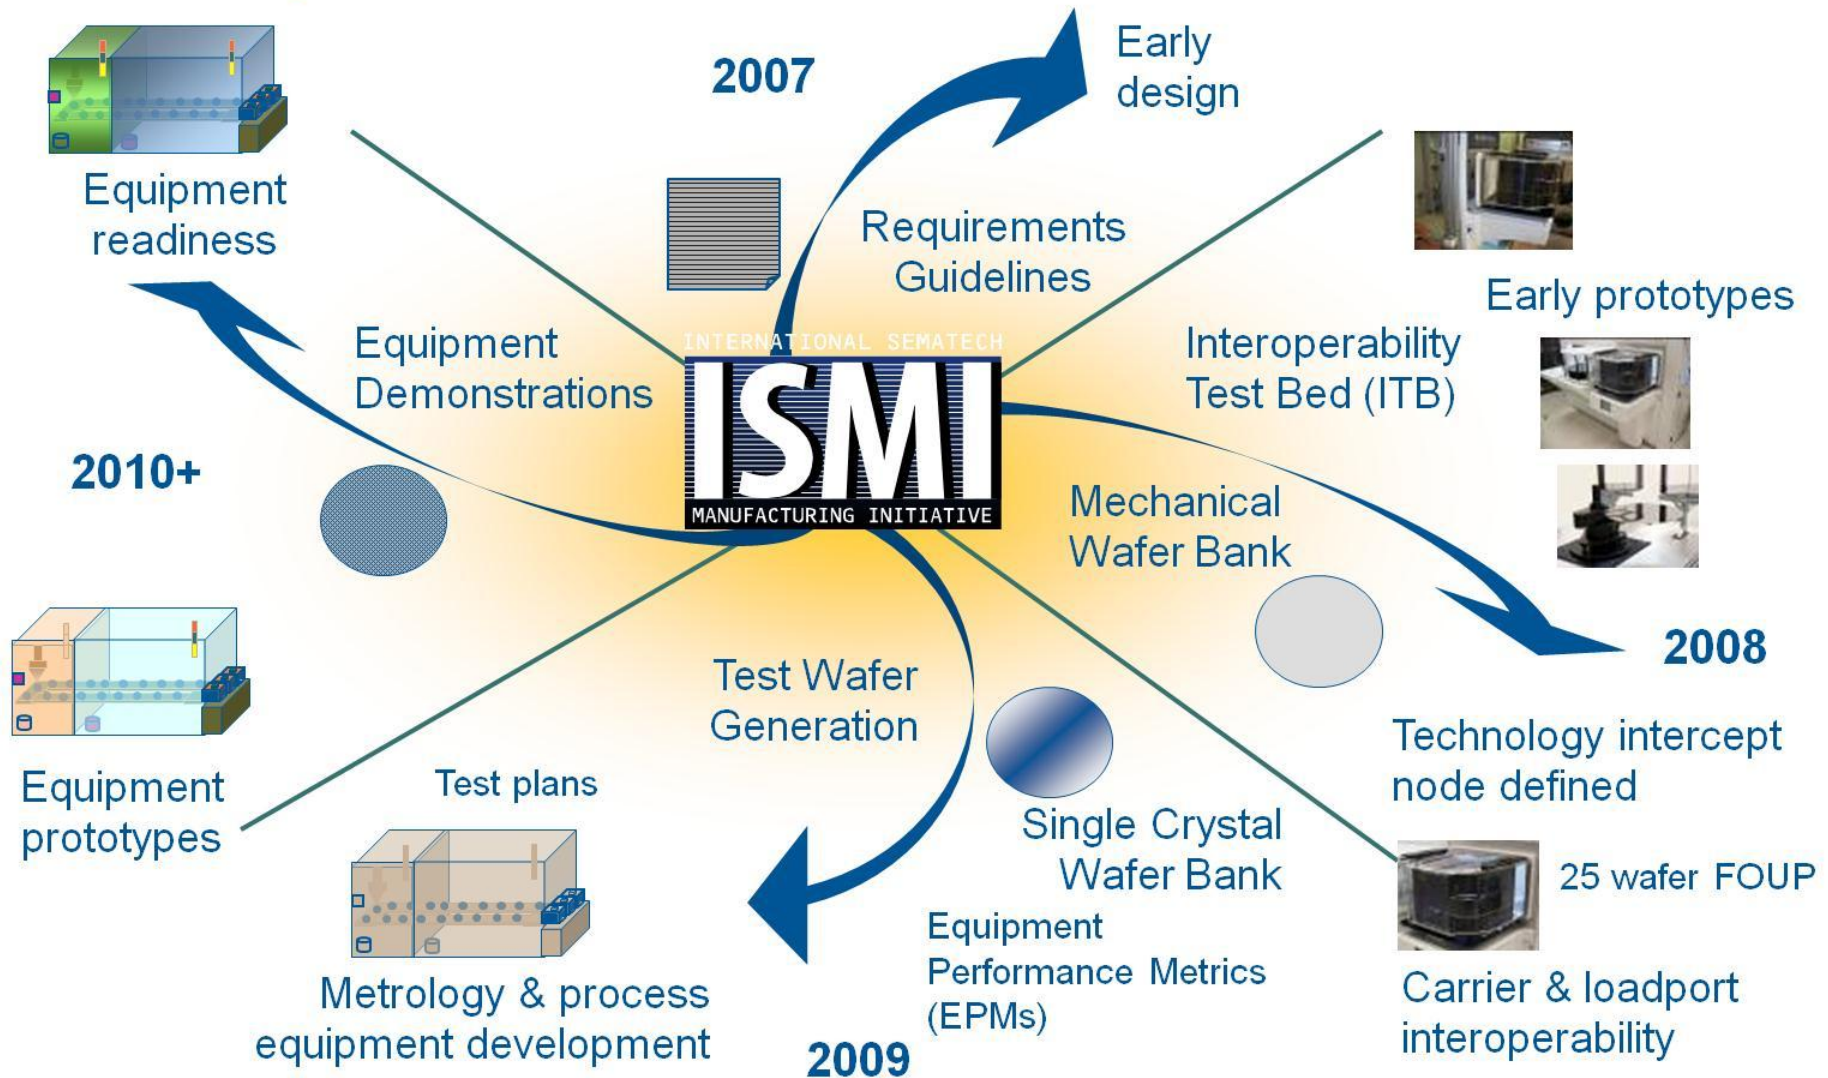 2007
Early
design
Requirements
Guidelines
Early prototypes
Interoperability
Test Bed (ITB)
Mechanical
Wafer Bank
2008
Technology intercept
node defined
25 wafer FOUP
Carrier & loadport
interoperability
INTERNATIONAL SEMATECH
ISMI
MANUFACTURING INITIATIVE
Test Wafer
Generation
Single Crystal
Wafer Bank
Equipment
Performance Metrics
(EPMs)
2009
Test plans
Metrology & process
equipment development
Equipment
prototypes
2010+
Equipment
Demonstrations
Equipment
readiness